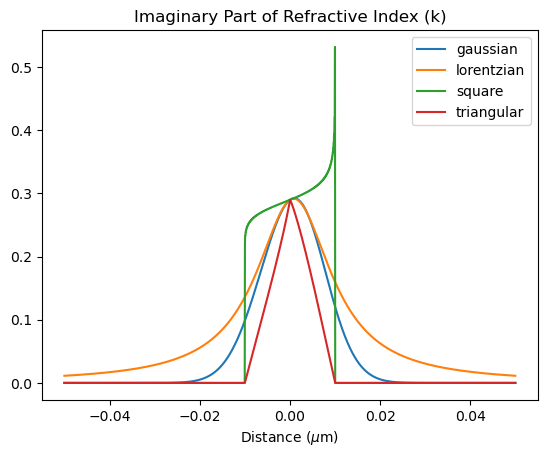 Imaginary Part of Refractive Index (k)
gaussian
lorentzian
square
triangular
0.5
0.4
0.3
0.2
0.1
0.0
−0.04
−0.02
0.00
0.02
0.04
Distance (μm)